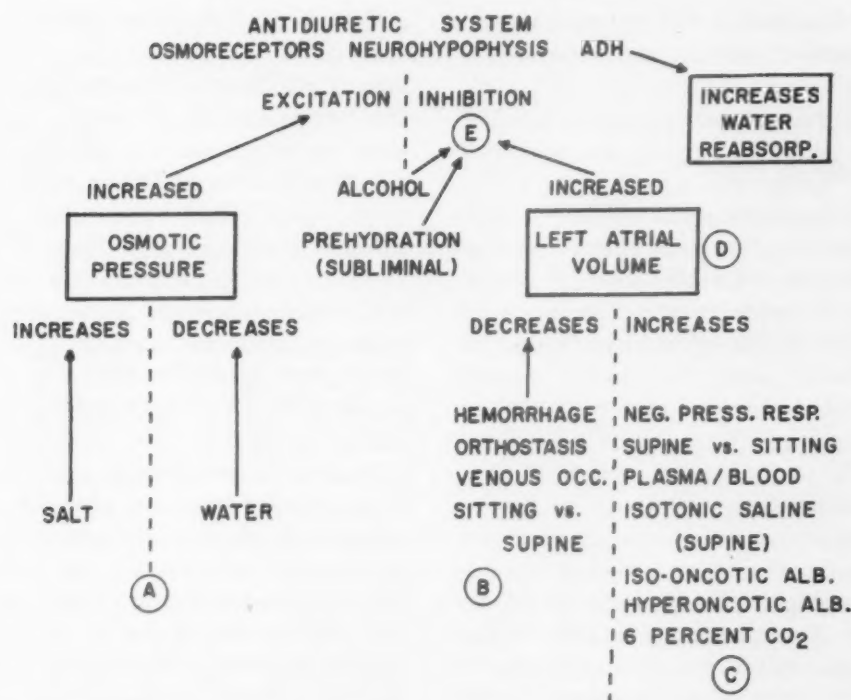 ANTIDIURETIC SYSTEM
OSMORECEPTORS NEUROHYPOPHYSIS ADH
INCREASES
WATER
REABSORP.
EXCITATION
INHIBITION
E
INCREASED
ALCOHOL
INCREASED
OSMOTIC
PRESSURE
PREHYDRATION
(SUBLIMINAL)
LEFT ATRIAL
VOLUME
D
INCREASES
DECREASES
SALT
WATER
A
DECREASES
HEMORRHAGE
ORTHOSTASIS
VENOUS OCC.
SITTING vs.
SUPINE
B
INCREASES
NEG. PRESS. RESP.
SUPINE vs. SITTING
PLASMA/BLOOD
ISOTONIC SALINE
(SUPINE)
ISO-ONCOTIC ALB.
HYPERONCOTIC ALB.
6 PERCENT CO2
C